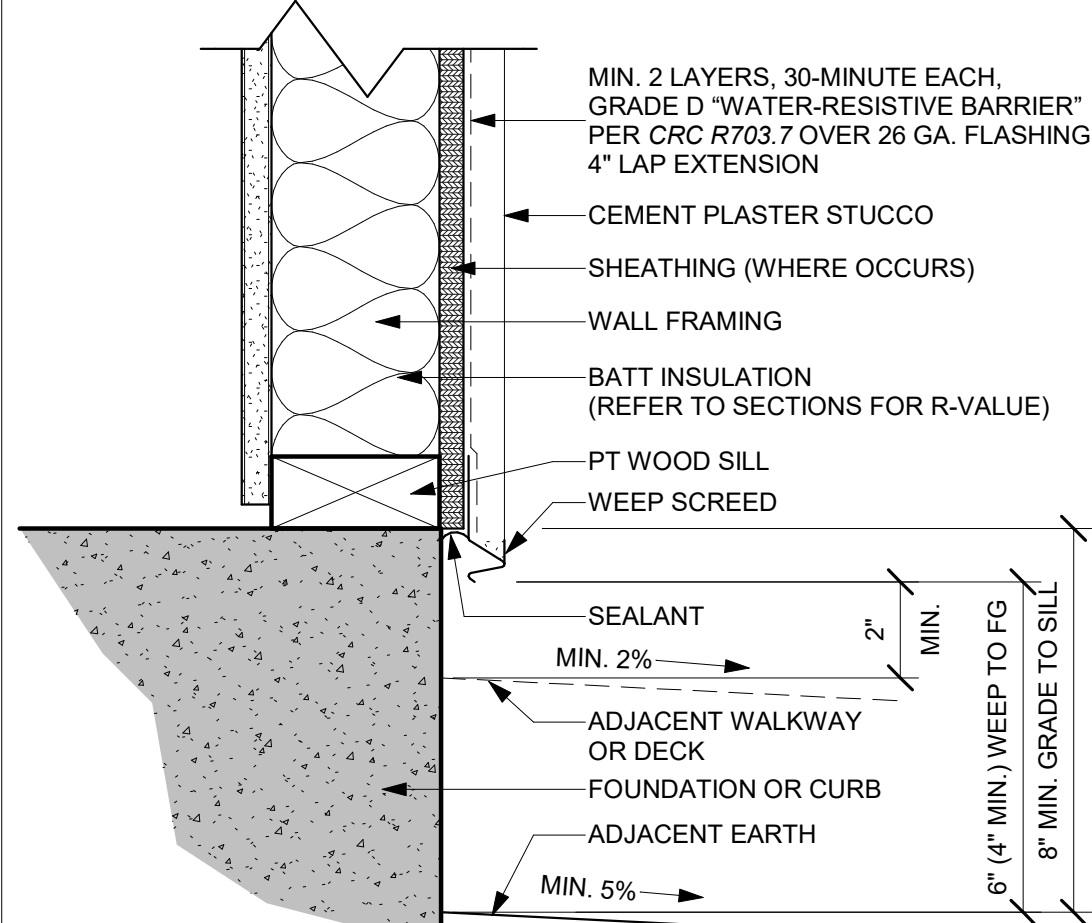 MIN. 2 LAYERS, 30-MINUTE EACH,
GRADE D “WATER-RESISTIVE BARRIER”
PER CRC R703.7 OVER 26 GA. FLASHING
4" LAP EXTENSION
CEMENT PLASTER STUCCO
SHEATHING (WHERE OCCURS)
WALL FRAMING
BATT INSULATION
(REFER TO SECTIONS FOR R-VALUE)
PT WOOD SILL
WEEP SCREED
SEALANT
MIN. 2%
2"
MIN.
ADJACENT WALKWAY
OR DECK
FOUNDATION OR CURB
ADJACENT EARTH
MIN. 5%
6" (4" MIN.) WEEP TO FG
8" MIN. GRADE TO SILL